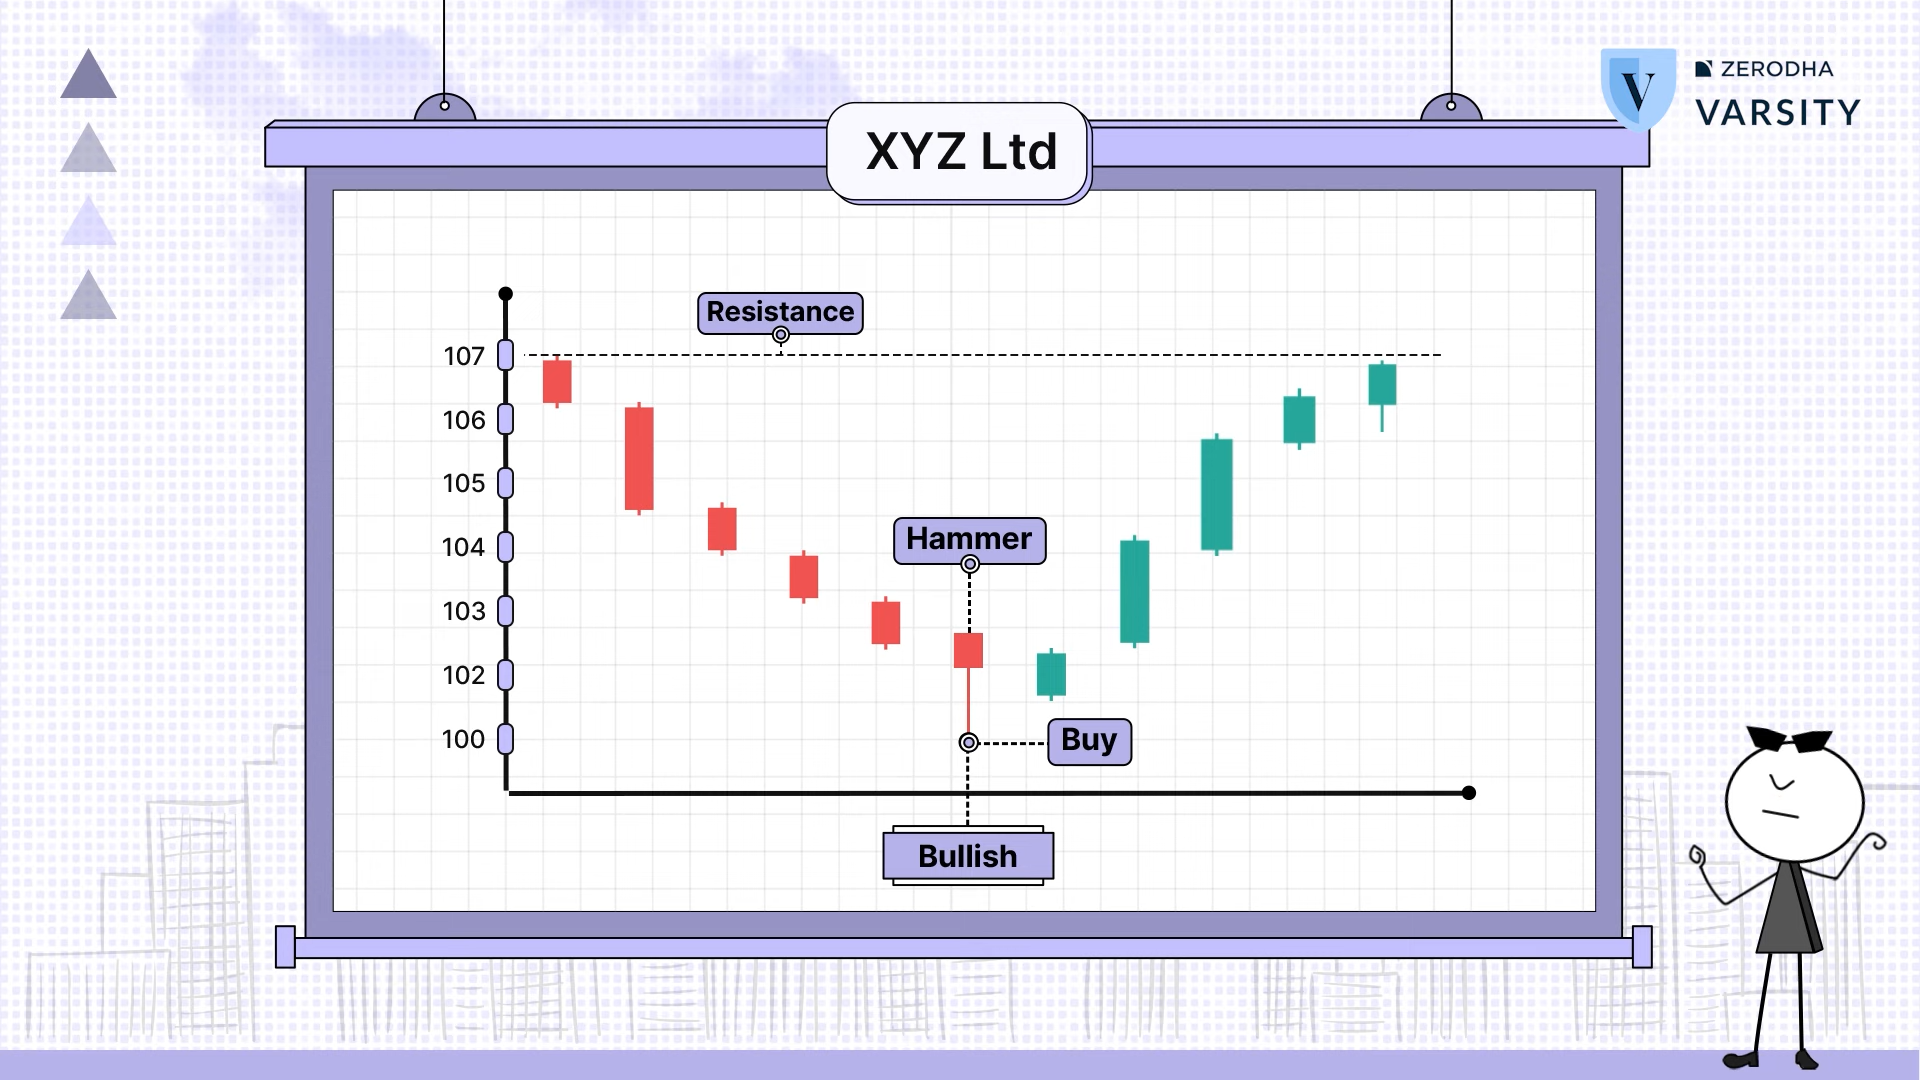 ZERODHA
VARSITY
XYZ Ltd
Resistance
107
106
105
104
103
102
100
Hammer
Buy
Bullish